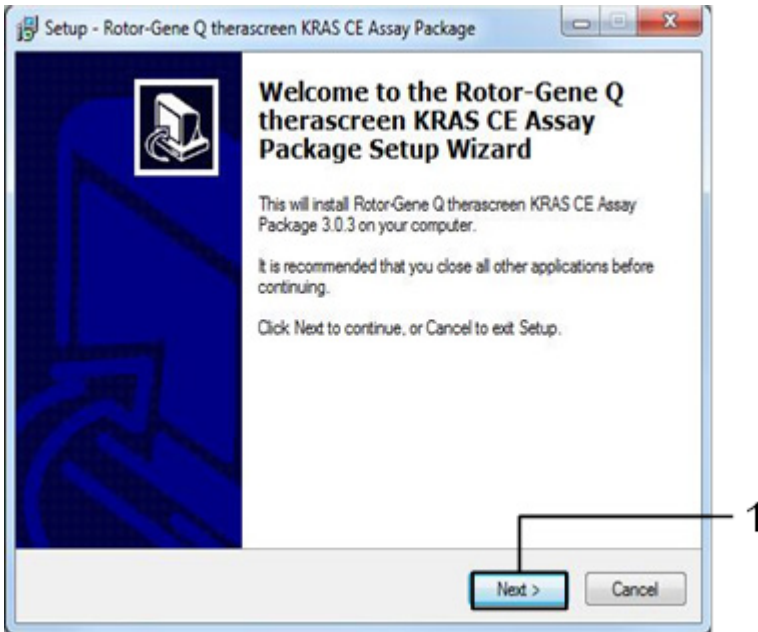 Setup - Rotor-Gene Q therascreen KRAS CE Assay Package
Welcome to the Rotor-Gene Q
therascreen KRAS CE Assay
Package Setup Wizard
This will install Rotor-Gene Q therascreen KRAS CE Assay
Package 3.0.3 on your computer.
It is recommended that you close all other applications before
continuing.
Click Next to continue, or Cancel to exit Setup.
1
Next >
Cancel